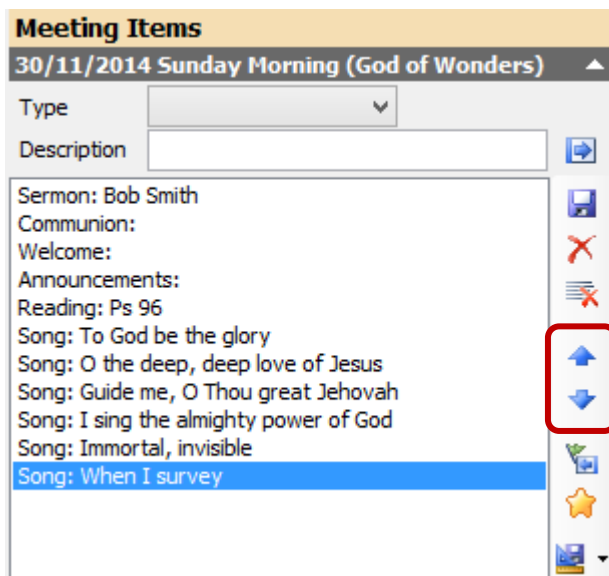 Meeting Items
30/11/2014 Sunday Morning (God of Wonders)
Type
Description
Sermon: Bob Smith
Communion:
Welcome:
Announcements:
Reading: Ps 96
Song: To God be the glory
Song: O the deep, deep love of Jesus
Song: Guide me, O Thou great Jehovah
Song: I sing the almighty power of God
Song: Immortal, invisible
Song: When I survey